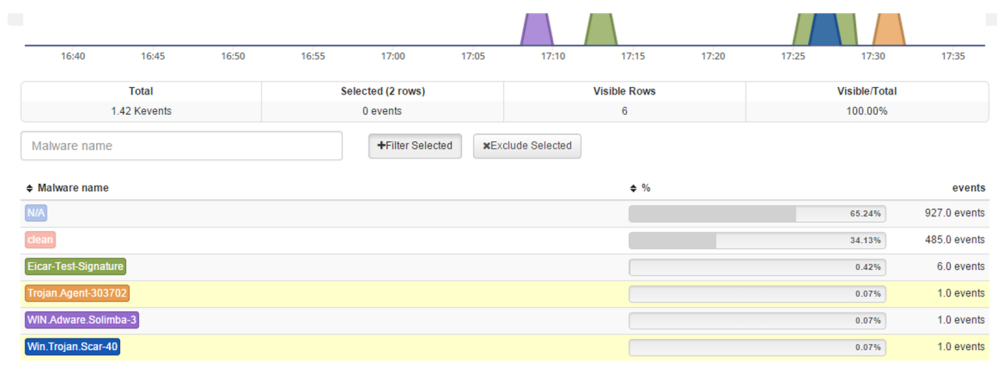 16:40 16:45 16:50 16:55 17:00 17:05 17:10 17:15 17:20 17:25 17:30 17:35
Total Selected (2 rows) Visible Rows Visible/Total
1.42 Kevents 0 events 6 100.00%
Malware name +Filter Selected ×Exclude Selected
Malware name % events
N/A 65.24% 927.0 events
clean 34.13% 485.0 events
Eicar-Test-Signature 0.42% 6.0 events
Trojan.Agent-303702 0.07% 1.0 events
WIN.Adware.Solimba-3 0.07% 1.0 events
Win.Trojan.Scar-40 0.07% 1.0 events